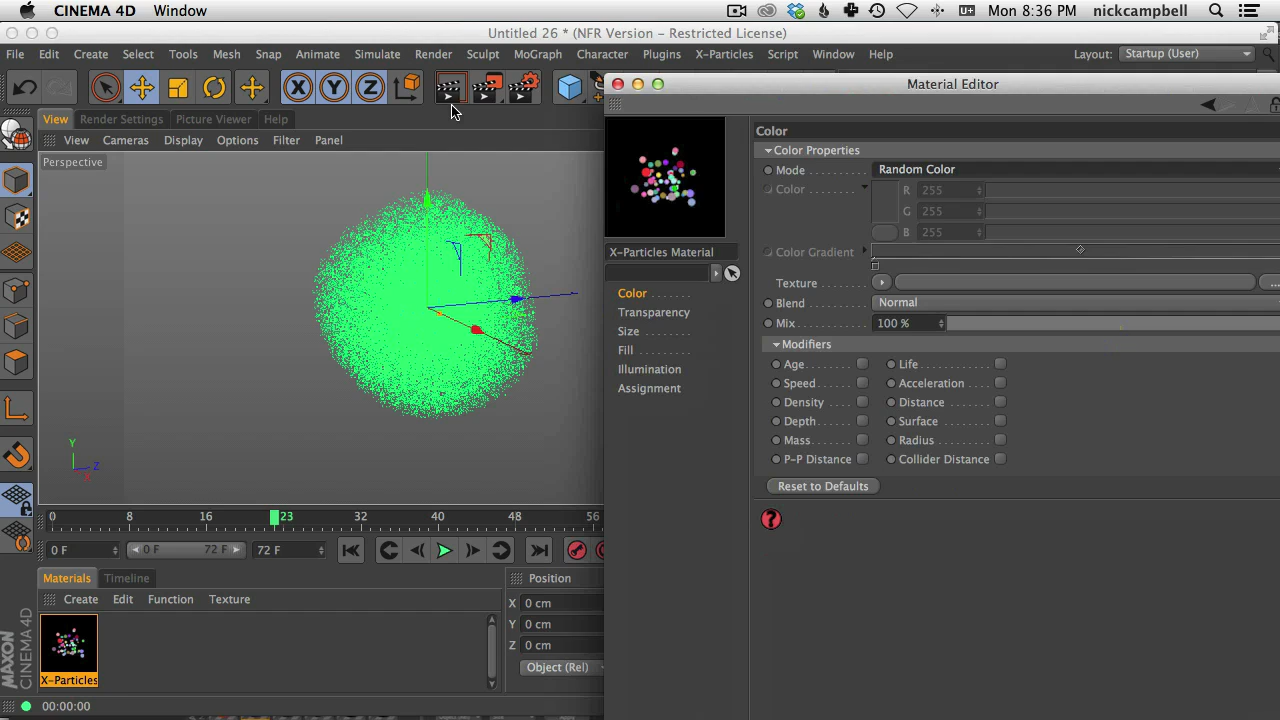 CINEMA 4D Window Mon 8:36 PM nickcampbell
Untitled 26 * (NFR Version - Restricted License)
File Edit Create Select Tools Mesh Snap Animate Simulate Render Sculpt MoGraph Character Plugins X-Particles Script Window Help Layout: Startup (User)
X Y Z
Material Editor
View Render Settings Picture Viewer Help
View Cameras Display Options Filter Panel
Perspective
Y
Z
X
0 8 16 23 32 40 48 56
0 F 0 F 72 F 72 F
Materials Timeline
Create Edit Function Texture
X-Particles
Position
X 0 cm
Y 0 cm
Z 0 cm
Object (Rel)
MAXON
CINEMA 4D
00:00:00
X-Particles Material
Color
Transparency
Size
Fill
Illumination
Assignment
Color
Color Properties
Mode Random Color
Color R 255
G 255
B 255
Color Gradient
Texture ...
Blend Normal
Mix 100 %
Modifiers
Age Life
Speed Acceleration
Density Distance
Depth Surface
Mass Radius
P-P Distance Collider Distance
Reset to Defaults
?